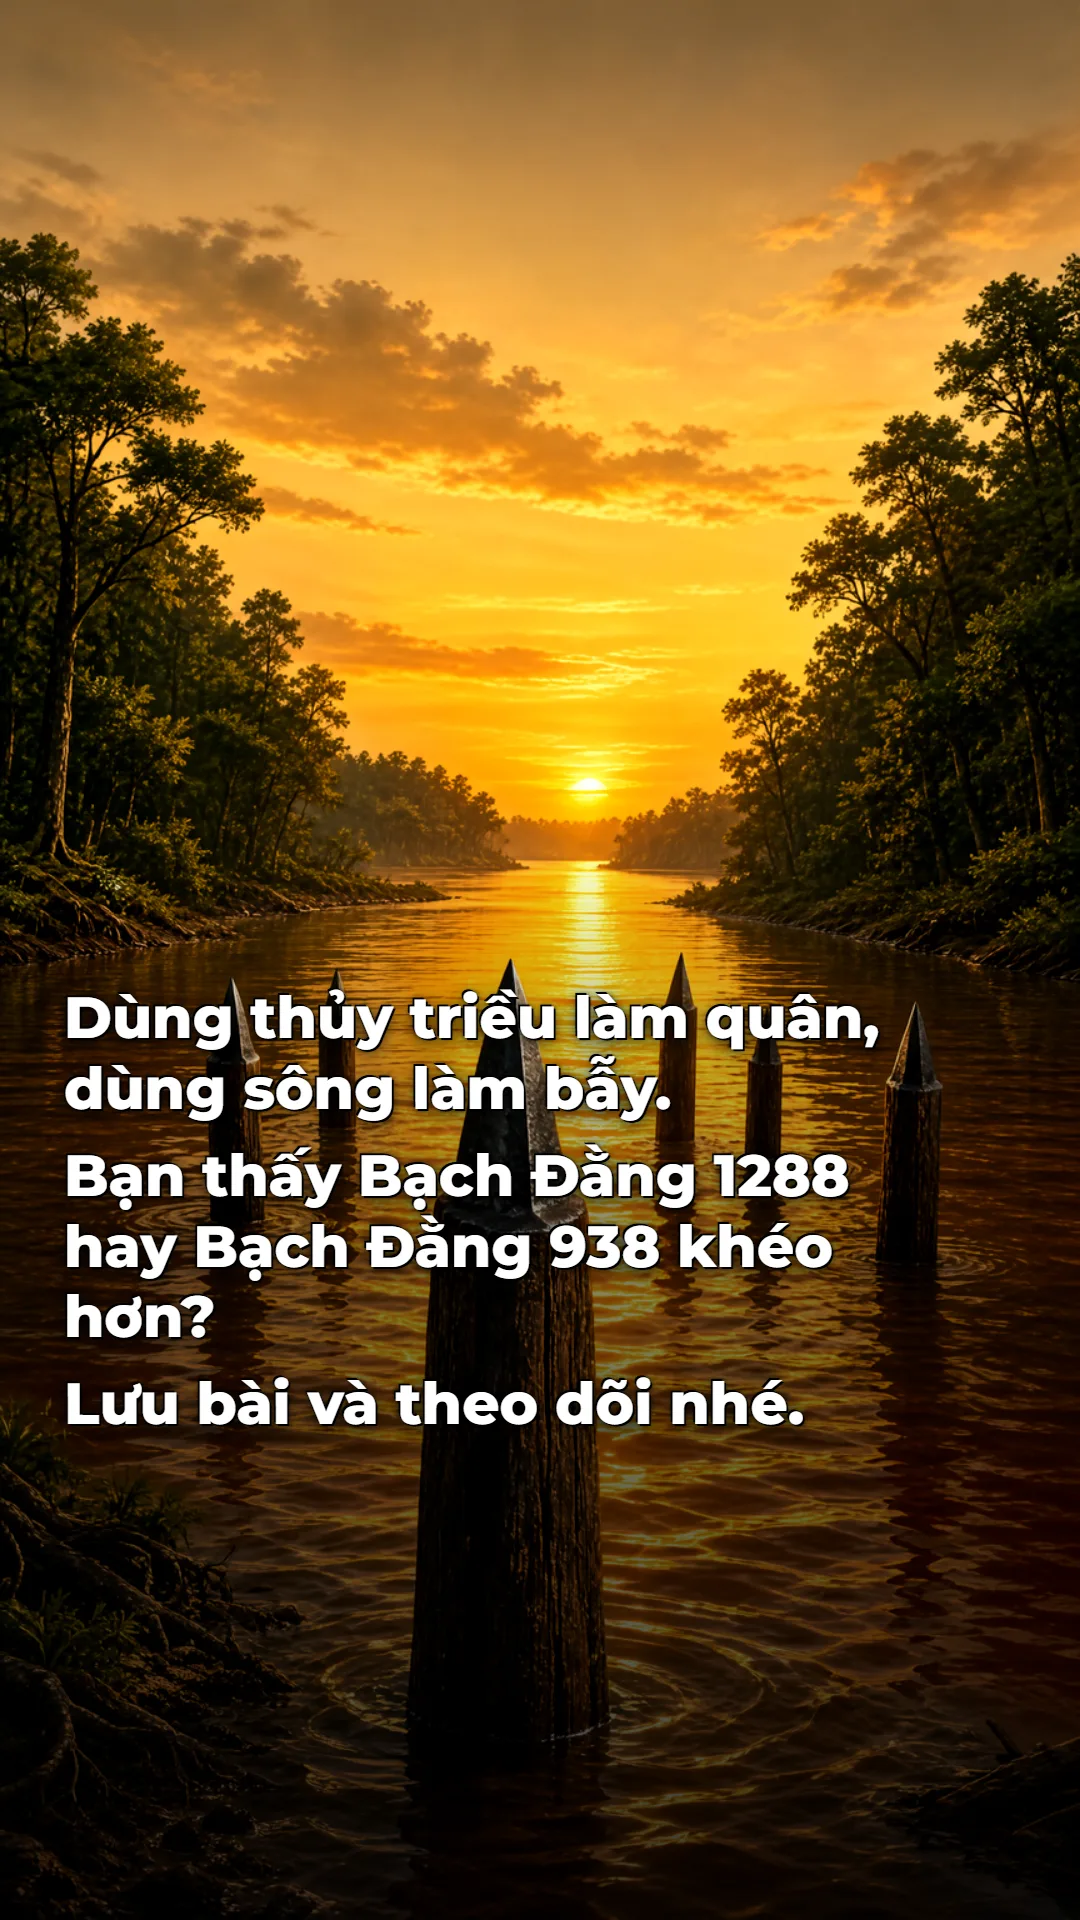 Dùng thủy triều làm quân,
dùng sông làm bẫy.
Bạn thấy Bạch Đằng 1288
hay Bạch Đằng 938 khéo
hơn?
Lưu bài và theo dõi nhé.